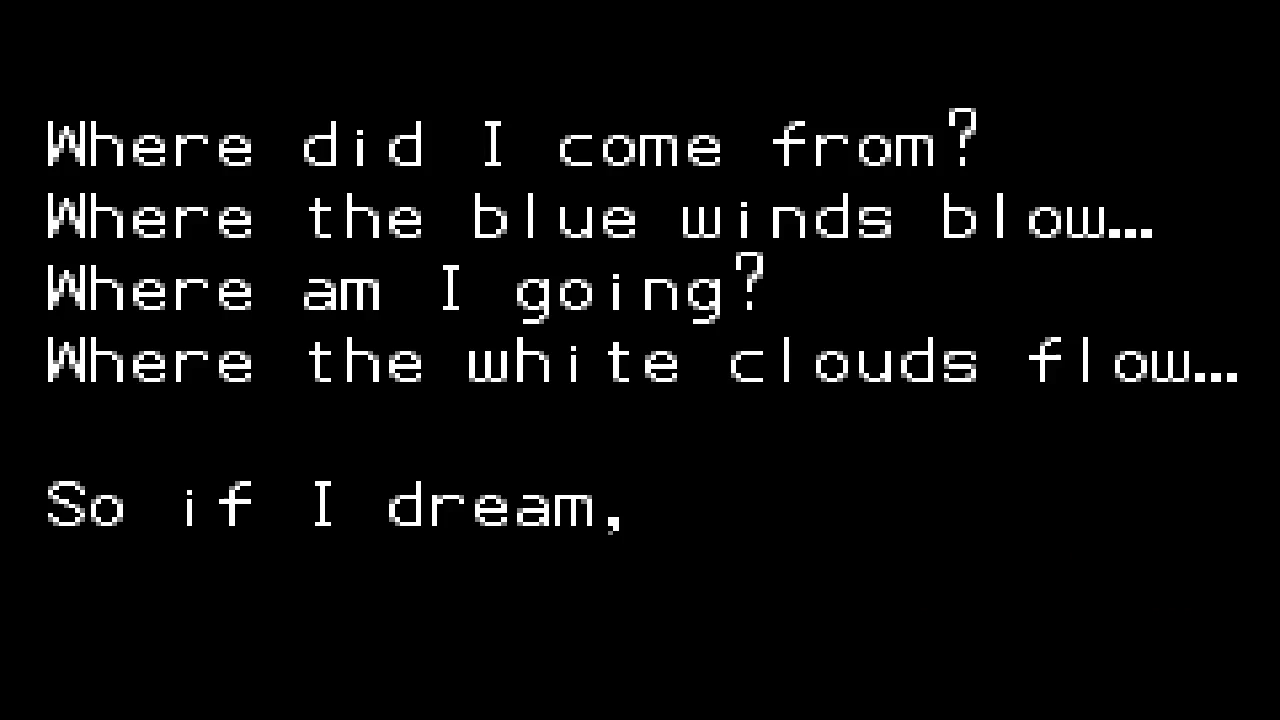 Where did I come from?
Where the blue winds blow…
Where am I going?
Where the white clouds flow…
So if I dream,